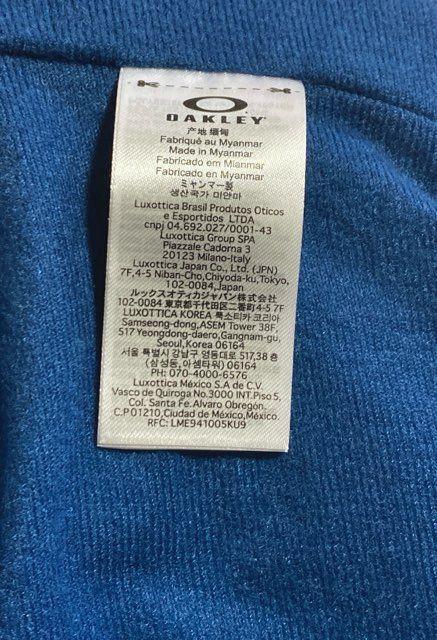 OAKLEY
产地 缅甸
Fabriqué au Myanmar
Made in Myanmar
Fabricado em Mianmar
Fabricado en Myanmar
ミャンマー製
생산국가 미얀마
Luxottica Brasil Produtos Oticos
e Esportidos LTDA
cnpj 04.692.027/0001-43
Luxottica Group SPA
Piazzale Cadorna 3
20123 Milano-Italy
Luxottica Japan Co., Ltd. (JPN)
7F,4-5 Niban-Cho,Chiyoda-ku,Tokyo,
102-0084,Japan
ルックスオティカジャパン株式会社
102-0084 東京都千代田区二番町4-5 7F
LUXOTTICA KOREA 룩소티카 코리아
Samseong-dong,ASEM Tower 38F,
517 Yeongdong-daero, Gangnam-gu,
Seoul,Korea 06164
서울 특별시 강남구 영동대로 517,38 층
(삼성동, 아셈타워) 06164
PH: 070-4000-6576
Luxottica México S.A de C.V.
Vasco de Quiroga No.3000 INT.Piso 5,
Col. Santa Fe.Alvaro Obregón.
C.P 01210,Ciudad de México,México.
RFC: LME941005KU9